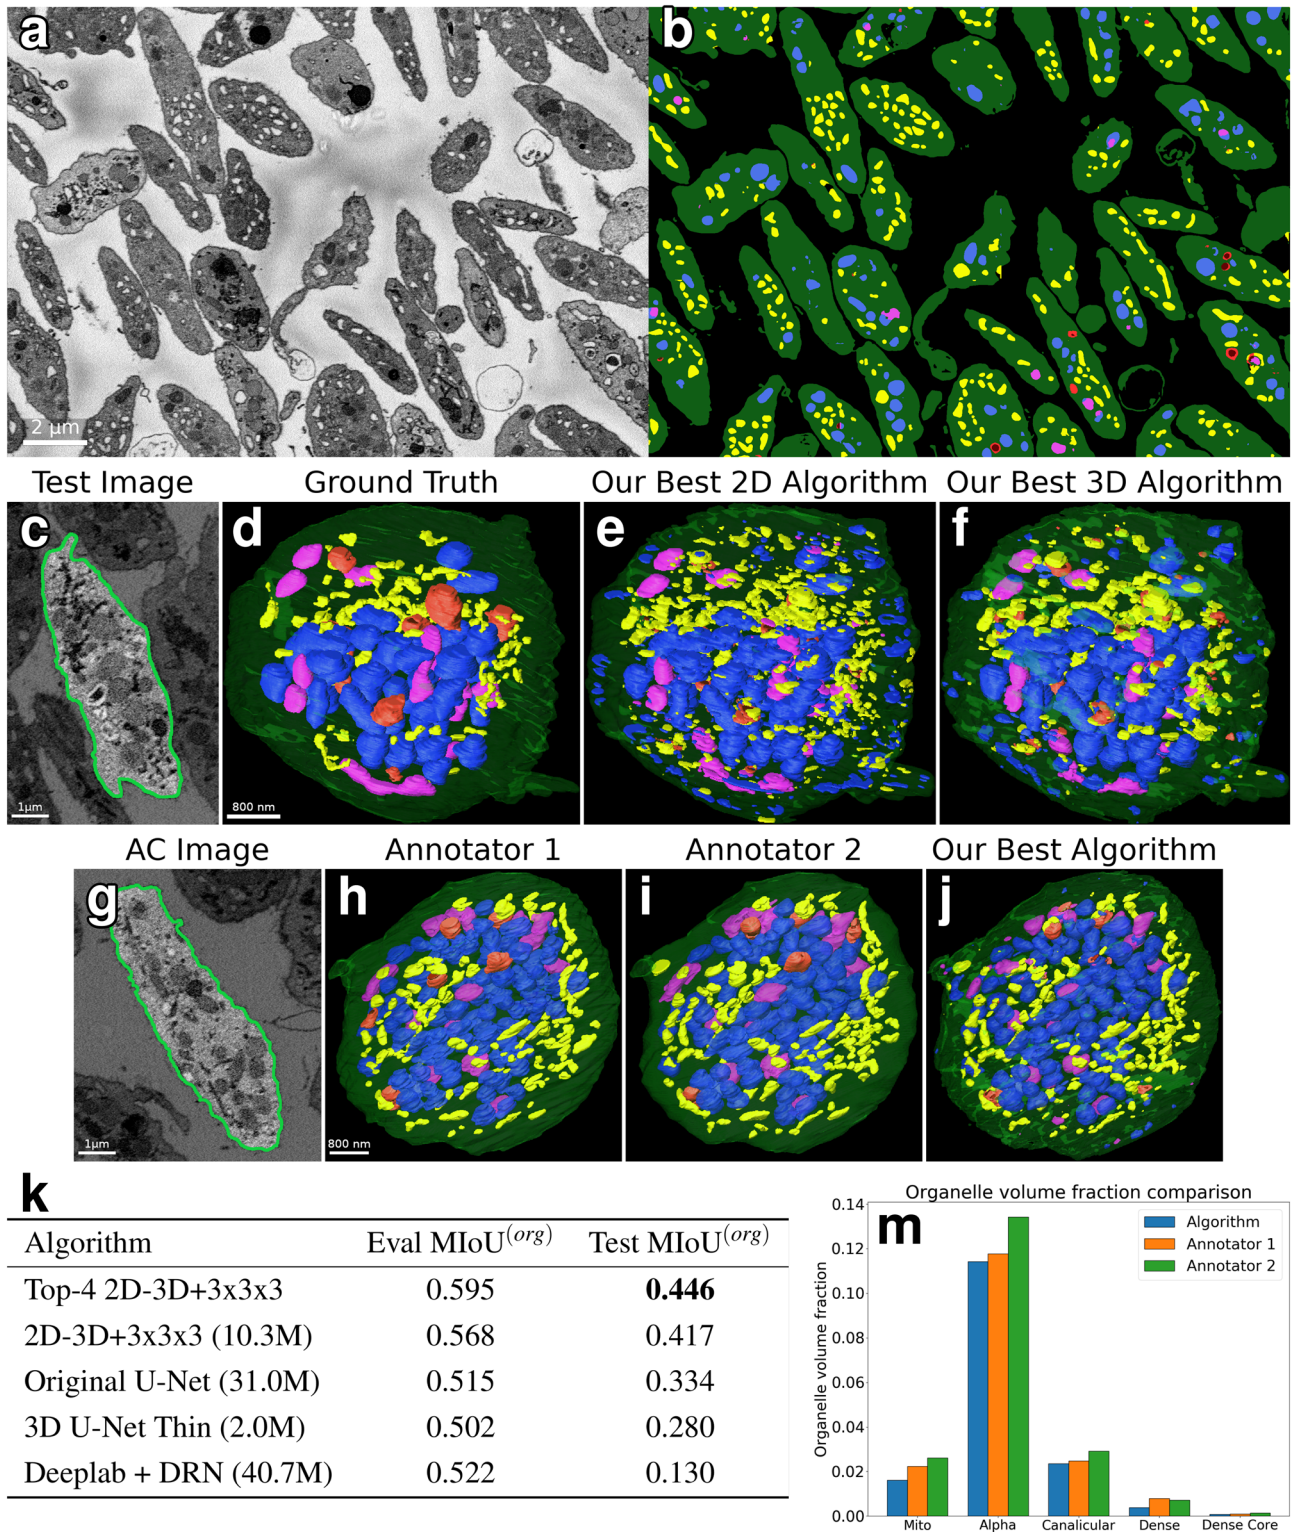 a
b
2 µm
Test Image
Ground Truth
Our Best 2D Algorithm
Our Best 3D Algorithm
c
d
e
f
1µm
800 nm
AC Image
Annotator 1
Annotator 2
Our Best Algorithm
g
h
i
j
1µm
800 nm
k
Algorithm Eval MIoU(org) Test MIoU(org)
Top-4 2D-3D+3x3x3 0.595 0.446
2D-3D+3x3x3 (10.3M) 0.568 0.417
Original U-Net (31.0M) 0.515 0.334
3D U-Net Thin (2.0M) 0.502 0.280
Deeplab + DRN (40.7M) 0.522 0.130
Organelle volume fraction comparison
m
Algorithm
Annotator 1
Annotator 2
Organelle volume fraction
0.14
0.12
0.10
0.08
0.06
0.04
0.02
0.00
Mito Alpha Canalicular Dense Dense Core